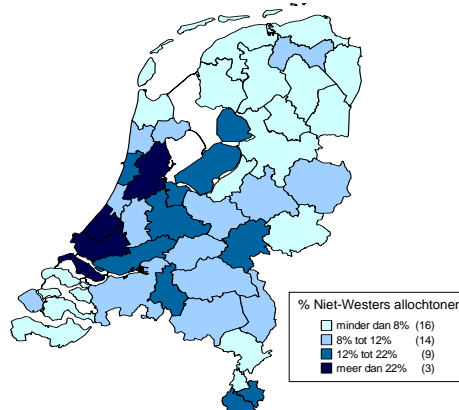 % Niet-Westers allochtonen
minder dan 8% (16)
8% tot 12% (14)
12% tot 22% (9)
meer dan 22% (3)